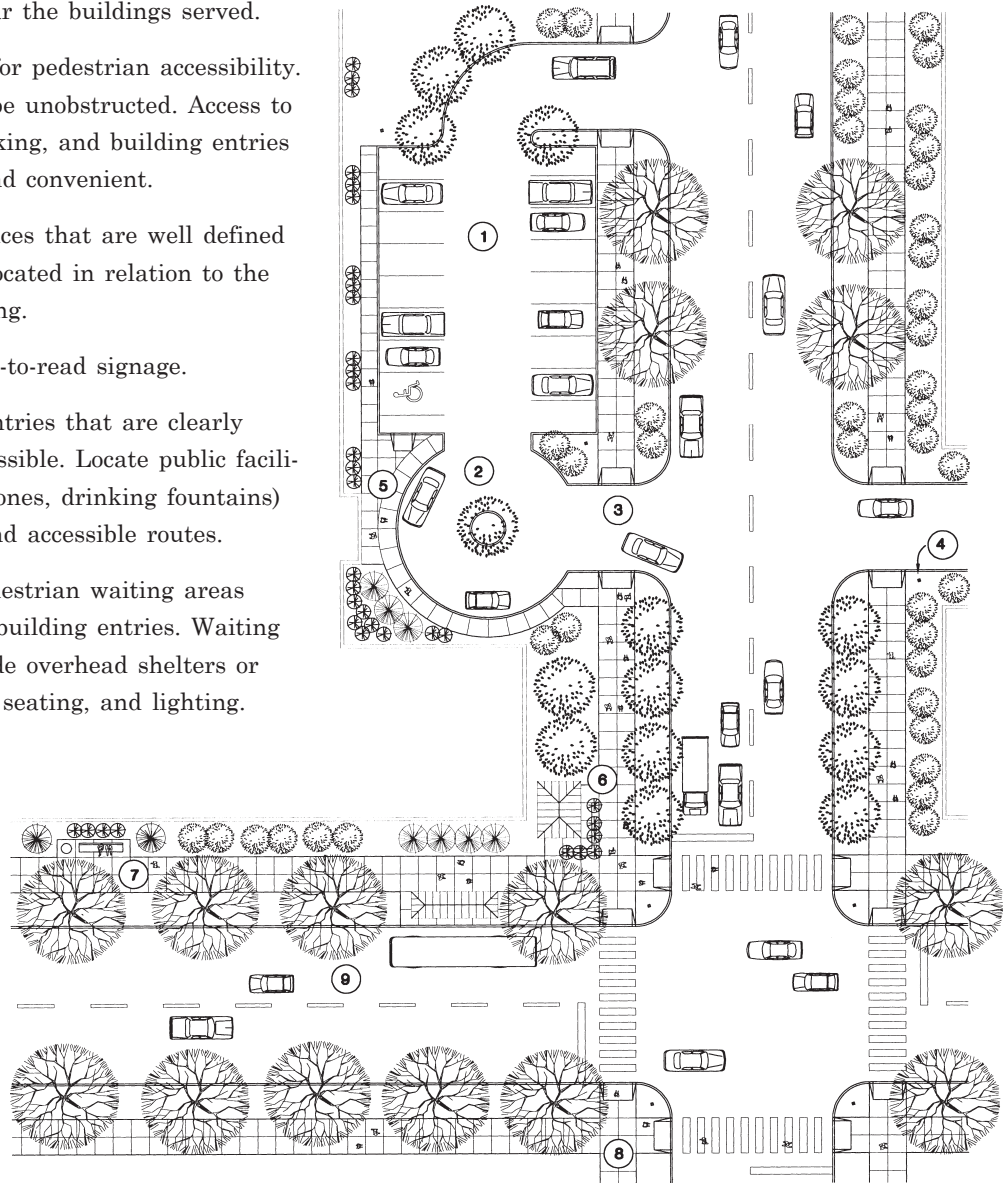 r the buildings served.
or pedestrian accessibility.
be unobstructed. Access to
king, and building entries
nd convenient.
ces that are well defined
ocated in relation to the
ng.
-to-read signage.
ntries that are clearly
ssible. Locate public facili-
ones, drinking fountains)
nd accessible routes.
destrian waiting areas
building entries. Waiting
de overhead shelters or
seating, and lighting.
1
2
3
4
5
6
7
8
9